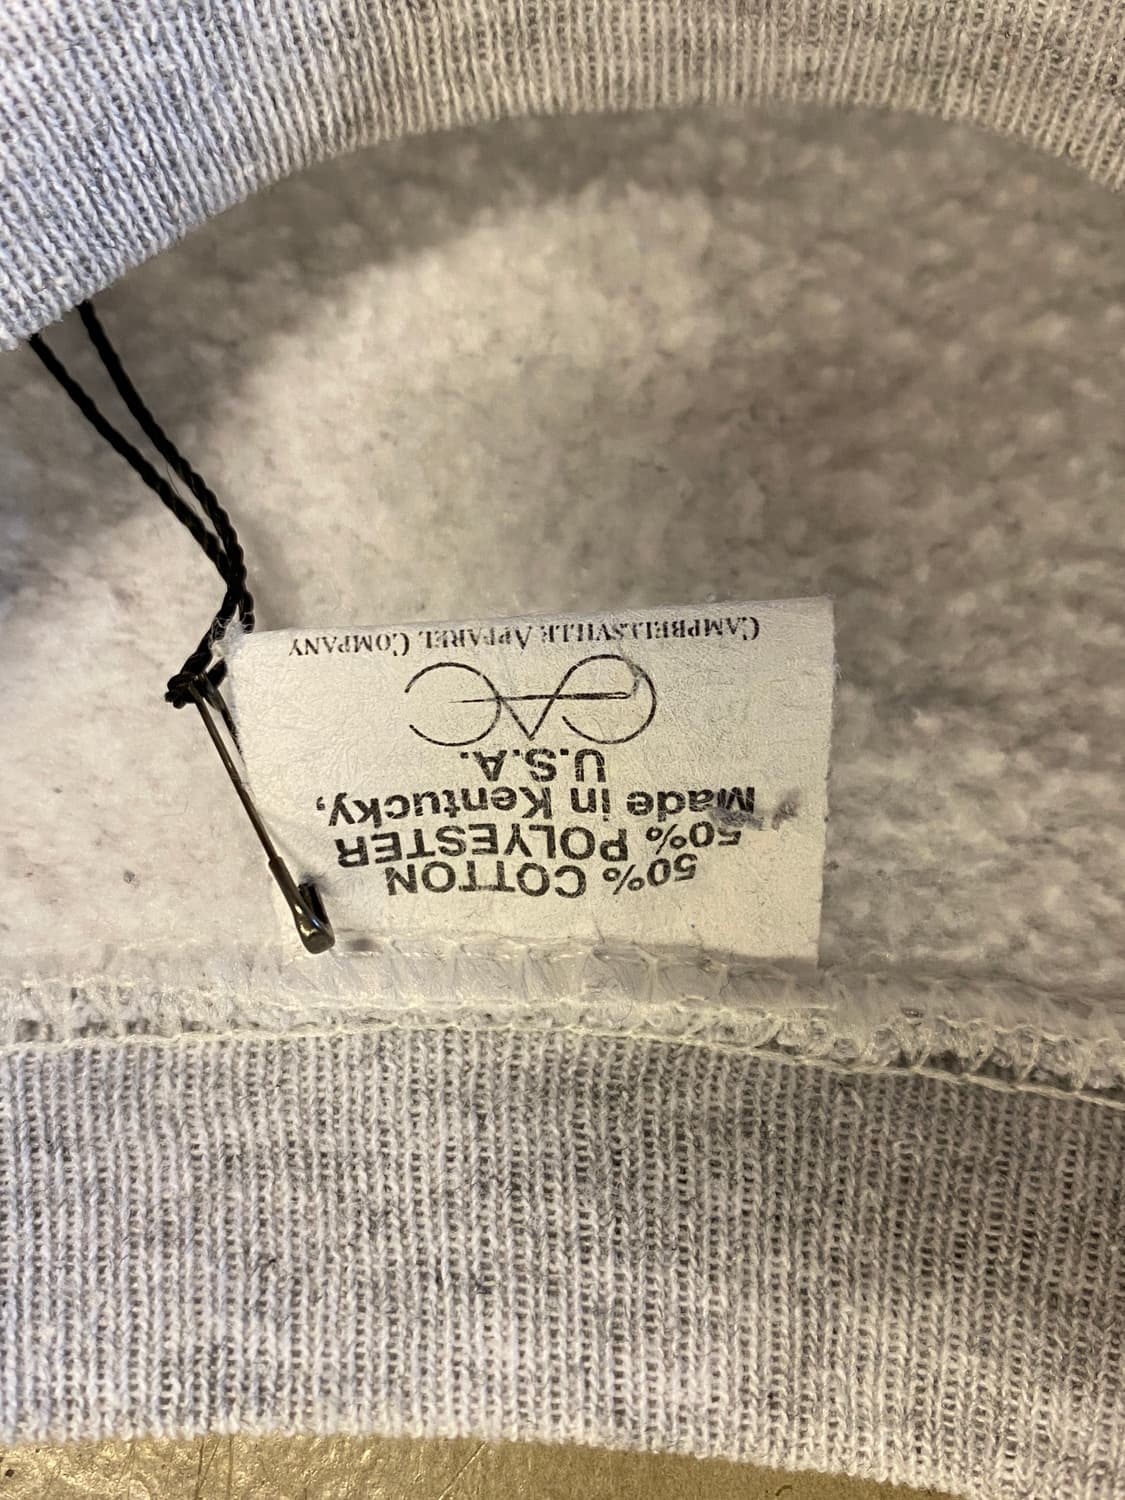 50% COTTON
50% POLYESTER
Made in Kentucky,
U.S.A.
CAC
CAMPBELLSVILLE APPAREL COMPANY